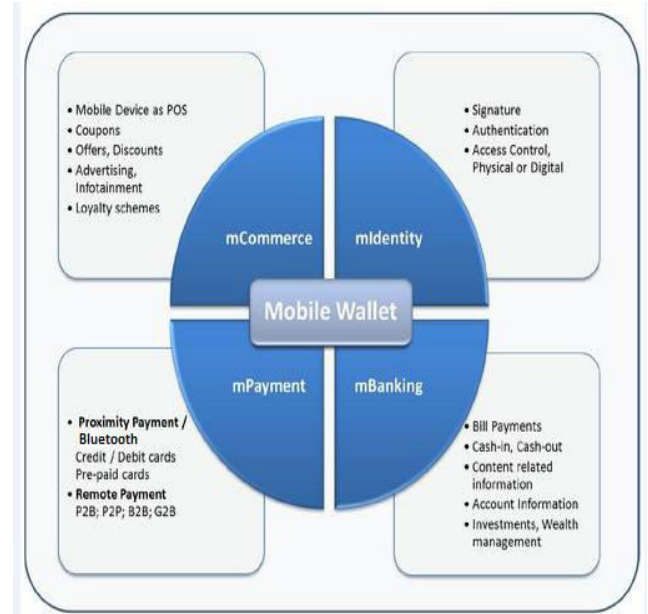 • Mobile Device as POS
• Coupons
• Offers, Discounts
• Advertising,
Infotainment
• Loyalty schemes
• Signature
• Authentication
• Access Control,
Physical or Digital
mCommerce
mIdentity
Mobile Wallet
mPayment
mBanking
• Proximity Payment /
Bluetooth
Credit / Debit cards
Pre-paid cards
• Remote Payment
P2B; P2P; B2B; G2B
• Bill Payments
• Cash-in, Cash-out
• Content related
information
• Account Information
• Investments, Wealth
management